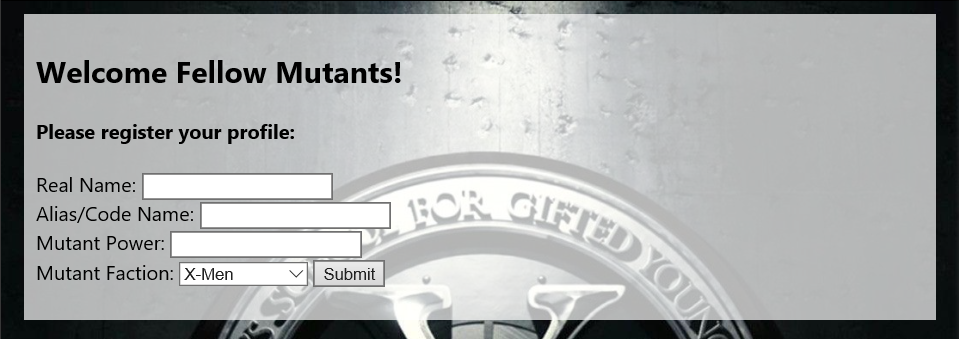 Welcome Fellow Mutants!
Please register your profile:
Real Name:
Alias/Code Name:
Mutant Power:
Mutant Faction: X-Men Submit
FOR GIFTED YOUNG